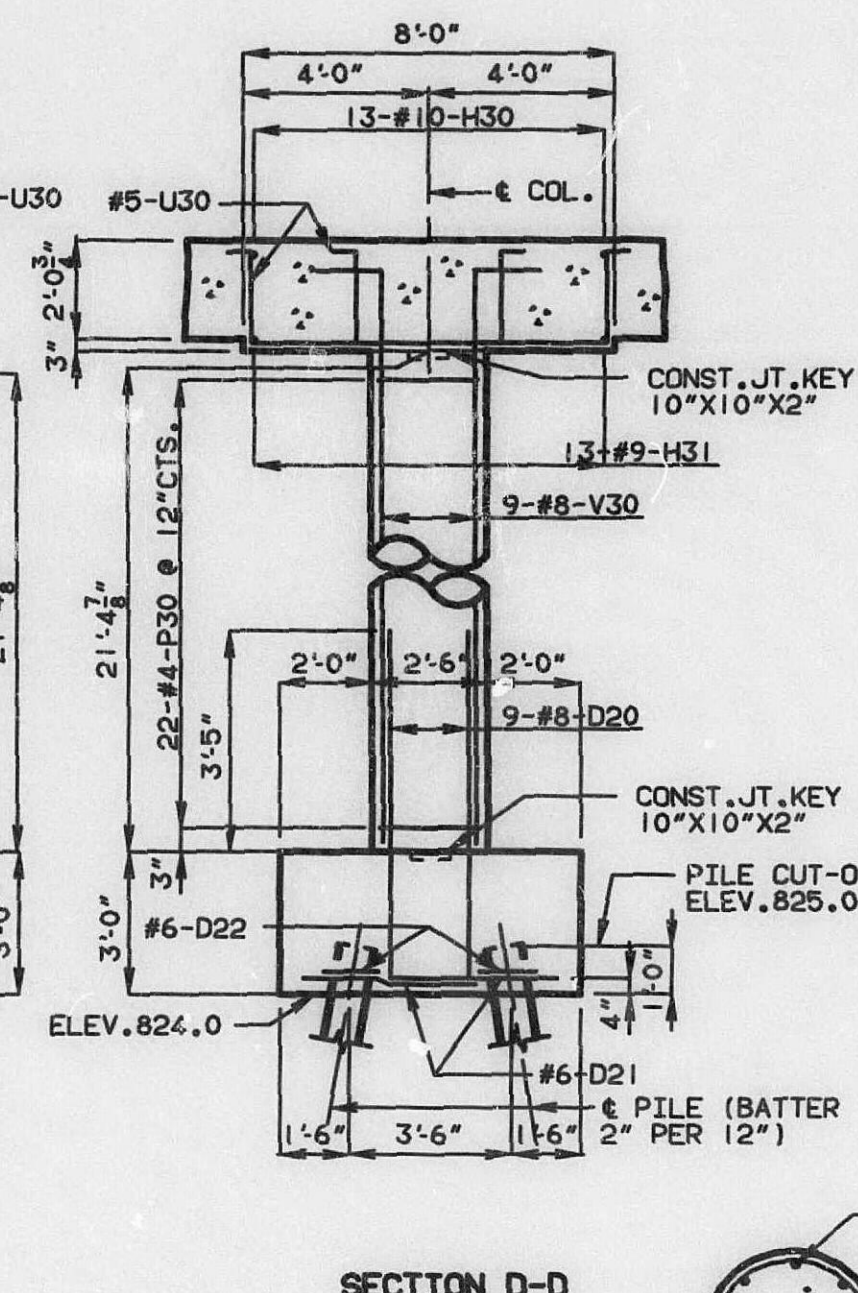 8'-0"
4'-0" 4'-0"
13-#10-H30
-U30 #5-U30 ℄ COL.
2'-0¾"
3"
CONST.JT.KEY
10"X10"X2"
13-#9-H31
9-#8-V30
22-#4-P30 @ 12"CTS.
21'-4⅞"
2'-0" 2'-6" 2'-0"
3'-5"
9-#8-D20
CONST.JT.KEY
10"X10"X2"
3"
PILE CUT-O
ELEV.825.0
3'-0"
3'-0"
#6-D22
4"
1'-0"
ELEV.824.0
#6-D21
℄ PILE (BATTER
2" PER 12")
1'-6" 3'-6" 1'-6"
SECTION D-D